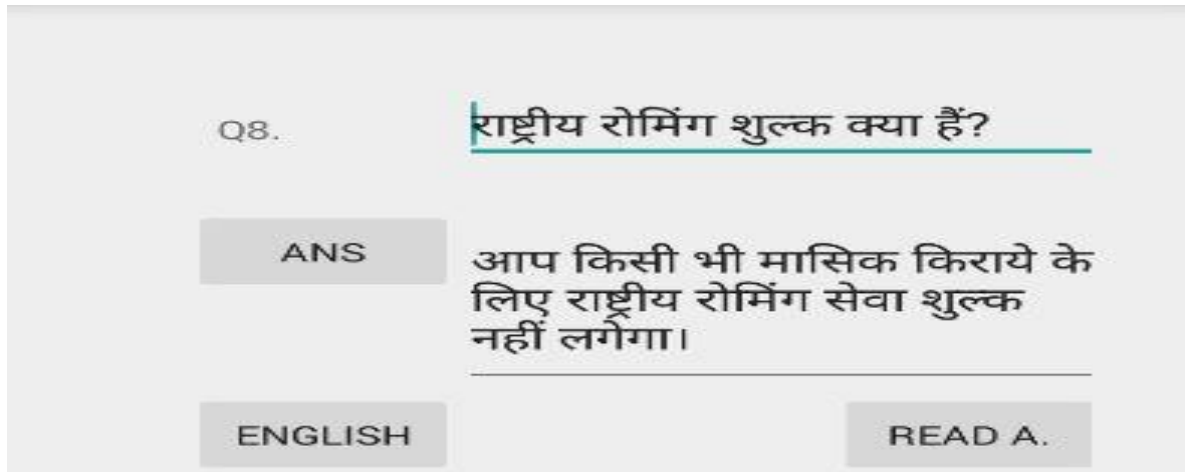 Q8. राष्ट्रीय रोमिंग शुल्क क्या हैं?
ANS
आप किसी भी मासिक किराये के
लिए राष्ट्रीय रोमिंग सेवा शुल्क
नहीं लगेगा।
ENGLISH READ A.